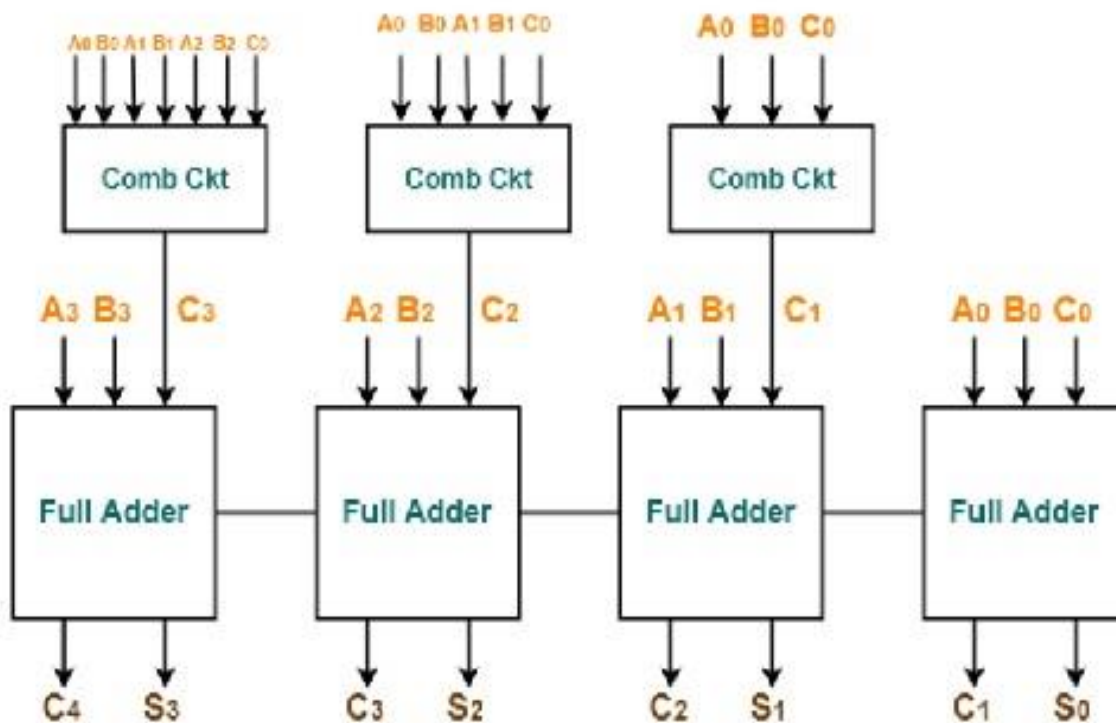 A0 B0 A1 B1 A2 B2 C0
A0 B0 A1 B1 C0
A0 B0 C0
Comb Ckt
Comb Ckt
Comb Ckt
A3 B3 C3
A2 B2 C2
A1 B1 C1
A0 B0 C0
Full Adder
Full Adder
Full Adder
Full Adder
C4 S3
C3 S2
C2 S1
C1 S0